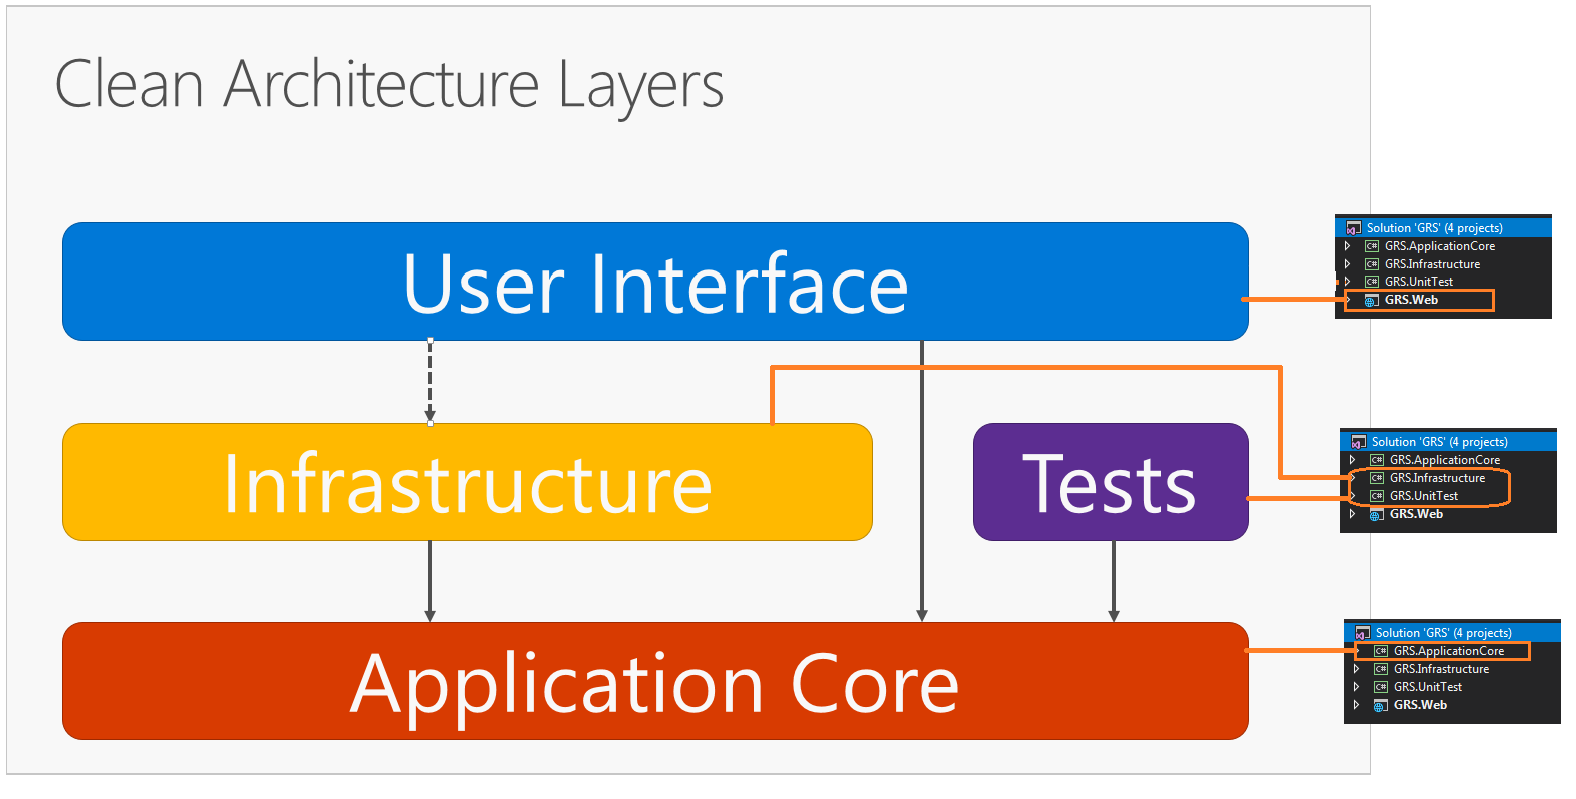 Clean Architecture Layers
User Interface
Solution 'GRS' (4 projects)
GRS.ApplicationCore
GRS.Infrastructure
GRS.UnitTest
GRS.Web
Infrastructure
Tests
Solution 'GRS' (4 projects)
GRS.ApplicationCore
GRS.Infrastructure
GRS.UnitTest
GRS.Web
Application Core
Solution 'GRS' (4 projects)
GRS.ApplicationCore
GRS.Infrastructure
GRS.UnitTest
GRS.Web